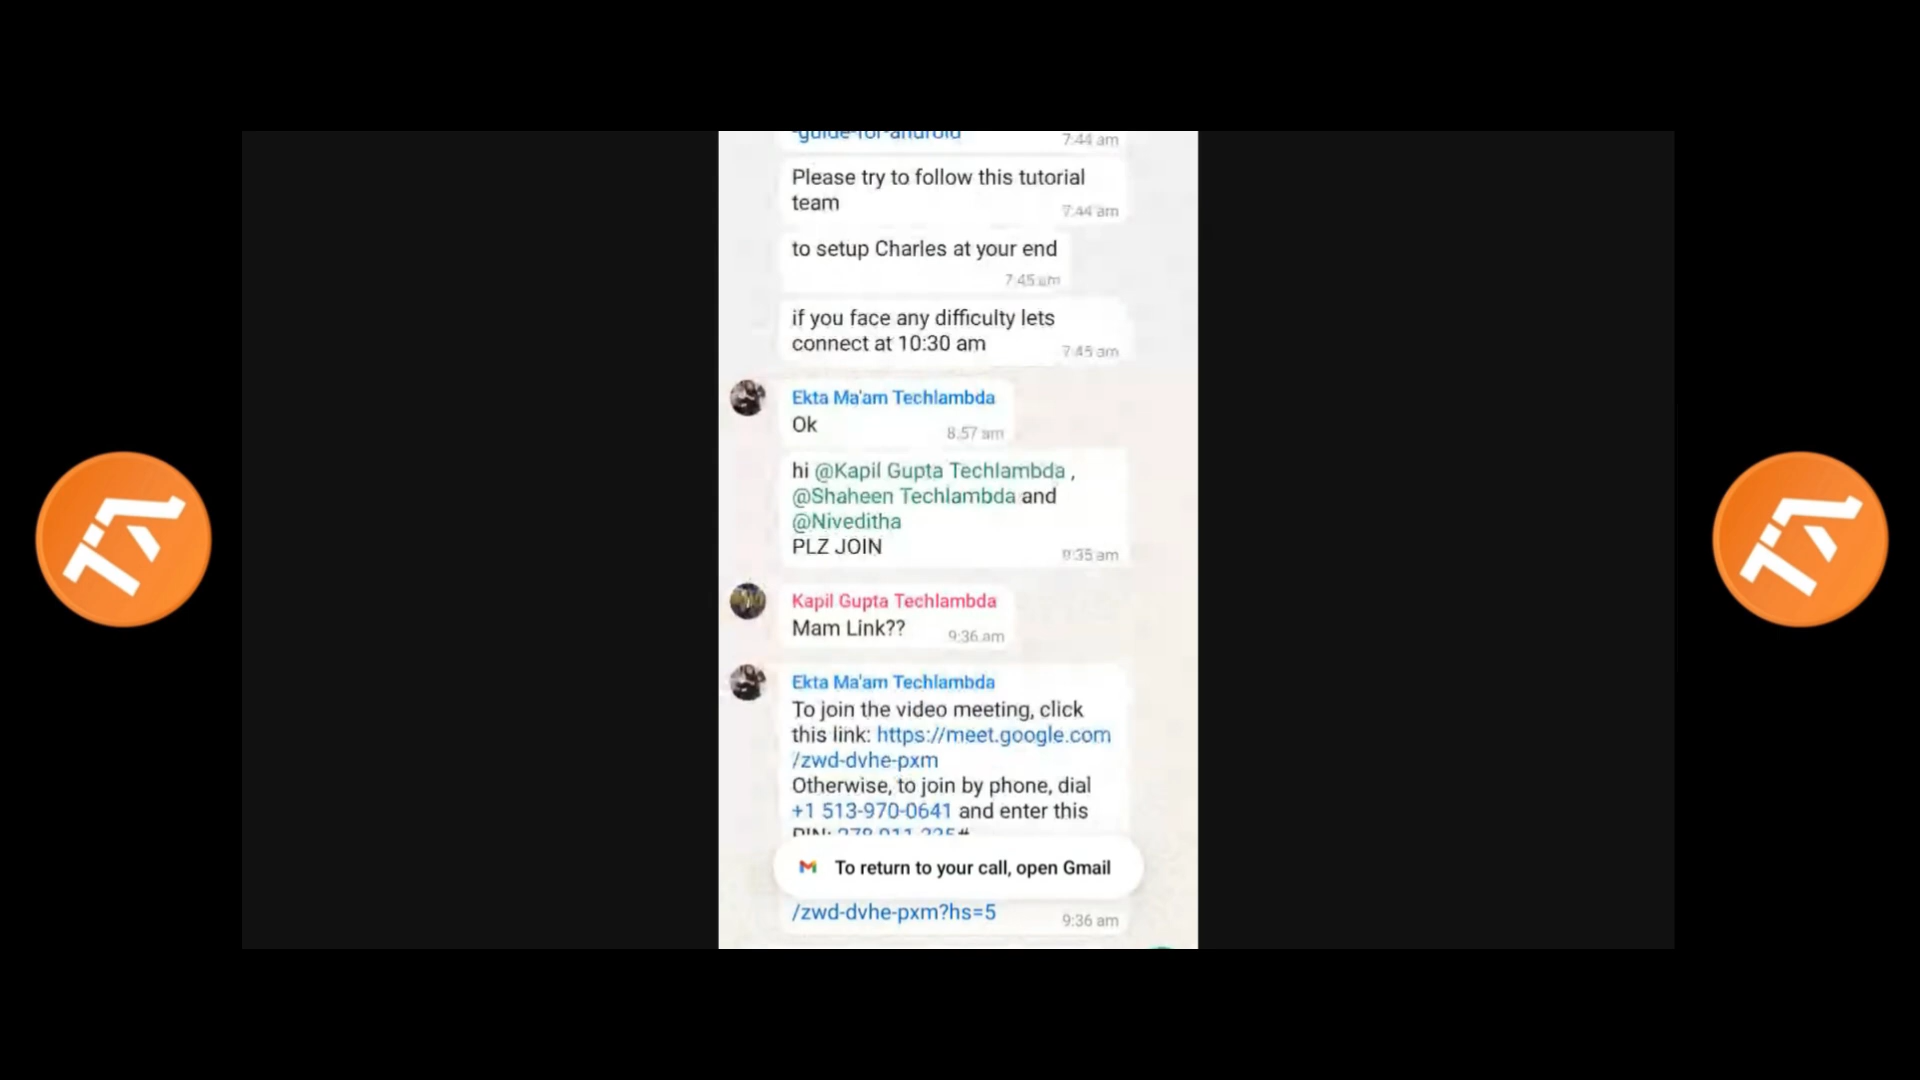 -guide-for-android
7:44 am
Please try to follow this tutorial
team
7:44 am
to setup Charles at your end
7:45 am
if you face any difficulty lets
connect at 10:30 am
7:45 am
Ekta Ma'am Techlambda
Ok
8:57 am
hi @Kapil Gupta Techlambda ,
@Shaheen Techlambda and
@Niveditha
PLZ JOIN
9:35 am
Kapil Gupta Techlambda
Mam Link??
9:36 am
Ekta Ma'am Techlambda
To join the video meeting, click
this link: https://meet.google.com
/zwd-dvhe-pxm
Otherwise, to join by phone, dial
+1 513-970-0641 and enter this
PIN:
To return to your call, open Gmail
/zwd-dvhe-pxm?hs=5
9:36 am